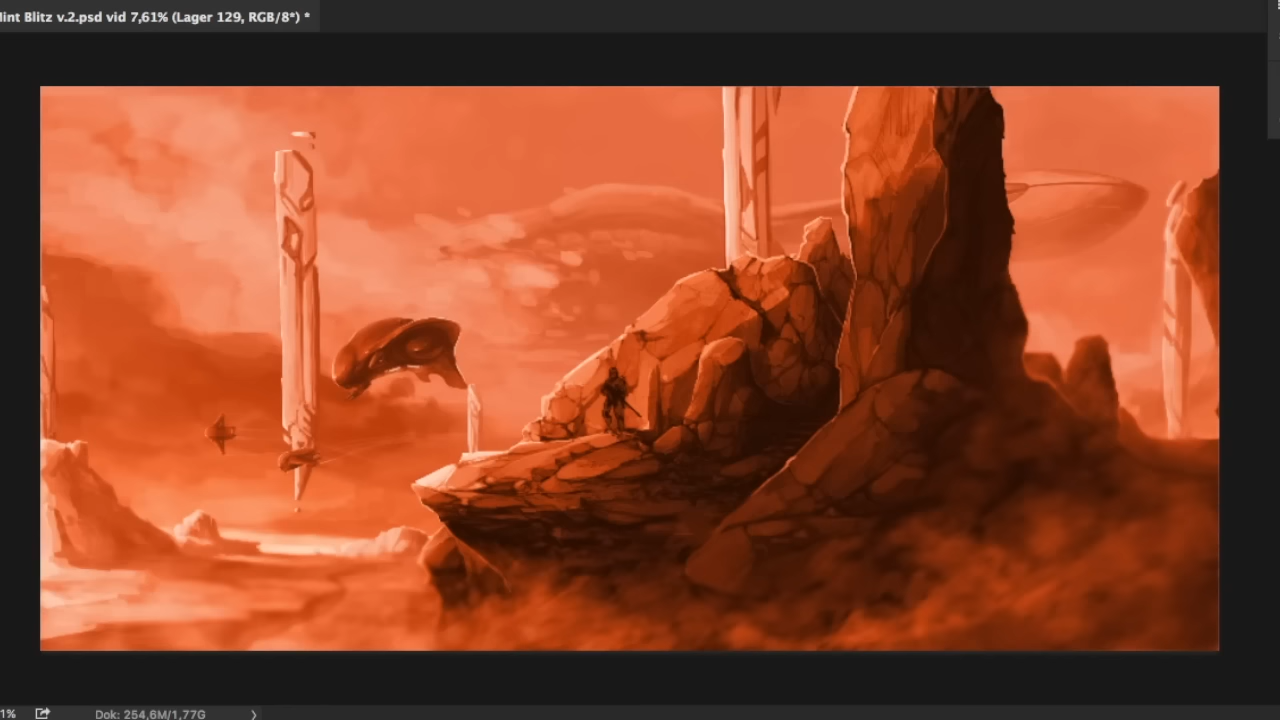 lint Blitz v.2.psd vid 7,61% (Lager 129, RGB/8*) *
1%
Dok: 254,6M/1,77G